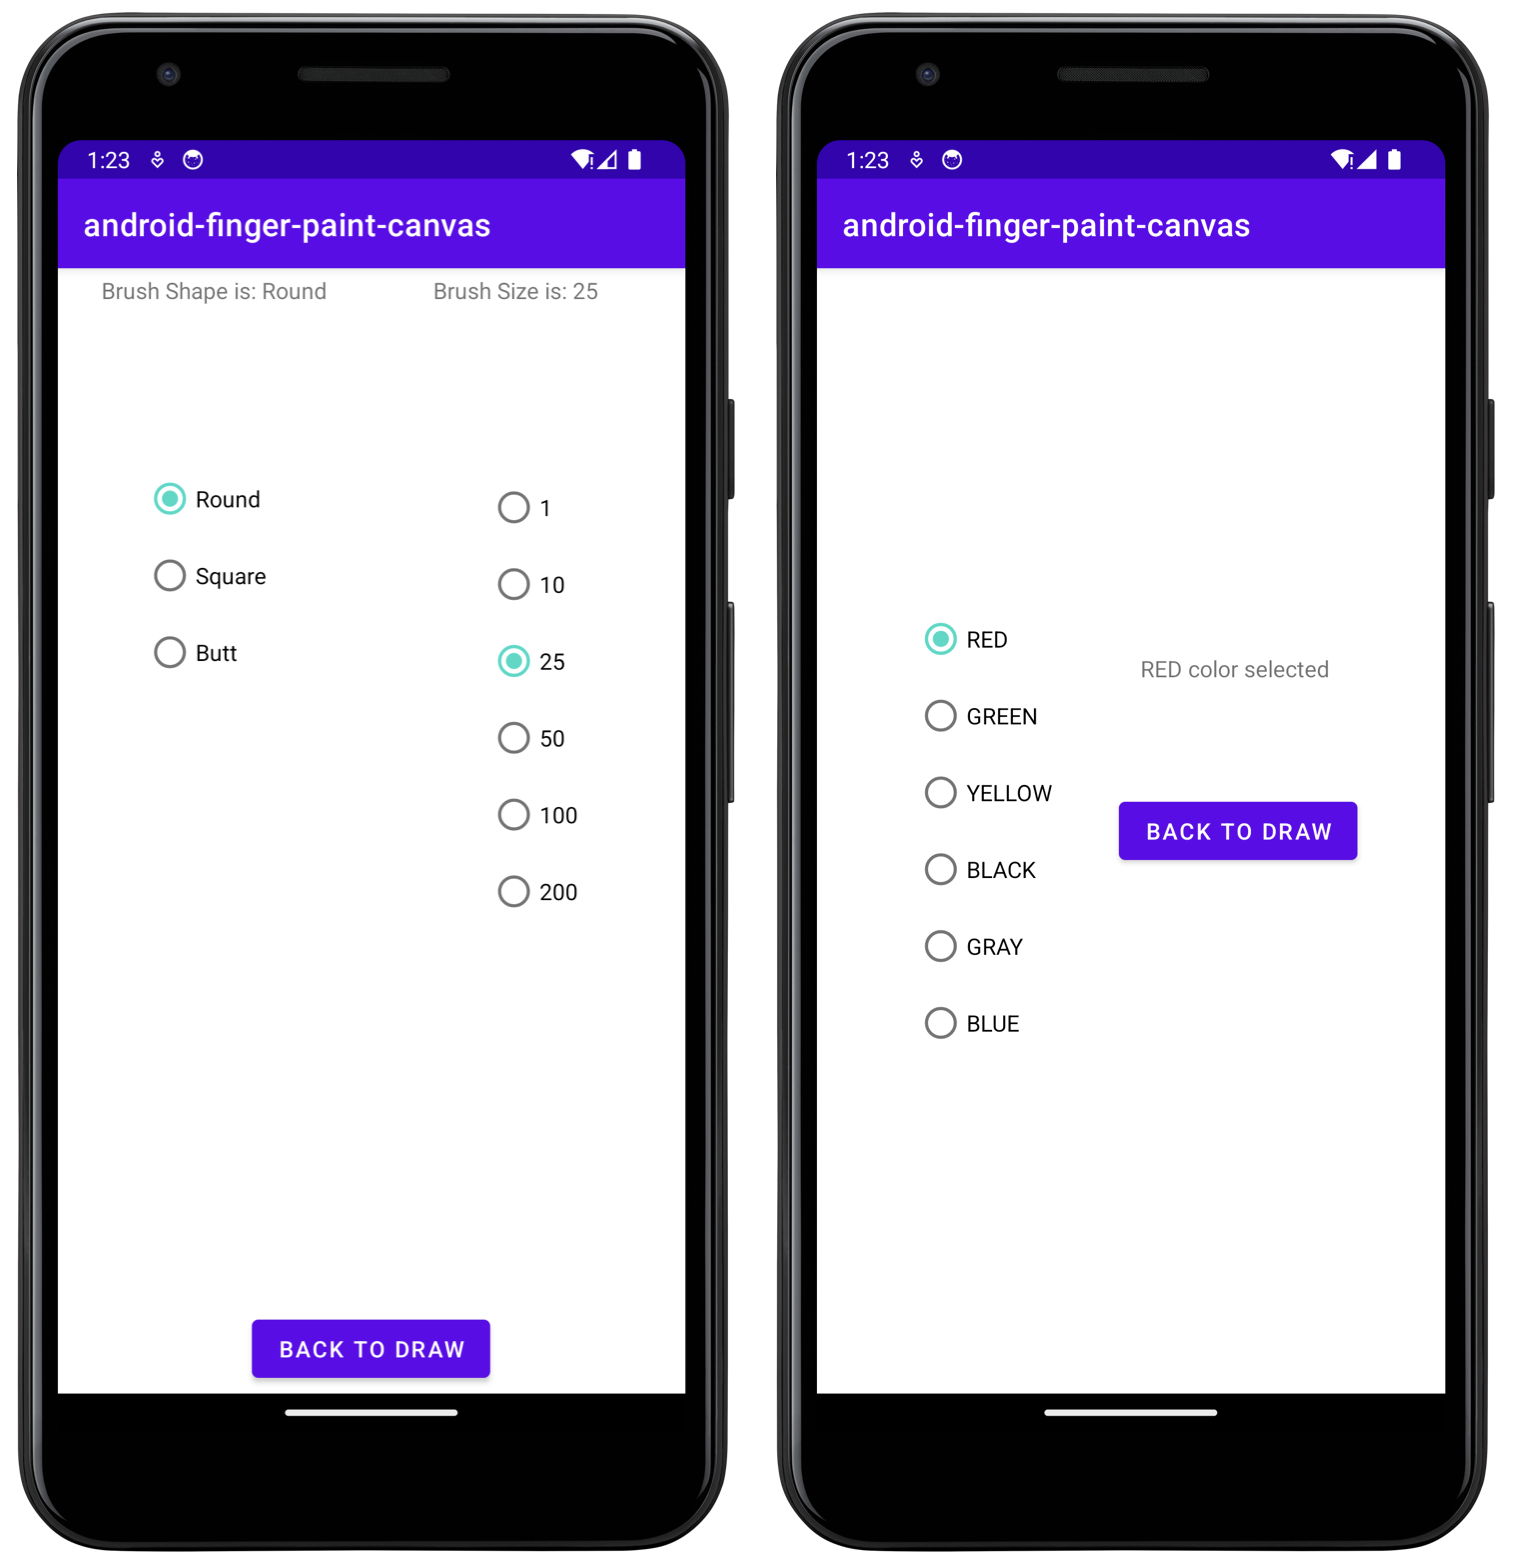 1:23
android-finger-paint-canvas
Brush Shape is: Round
Brush Size is: 25
Round
Square
Butt
1
10
25
50
100
200
BACK TO DRAW
1:23
android-finger-paint-canvas
RED
GREEN
YELLOW
BLACK
GRAY
BLUE
RED color selected
BACK TO DRAW